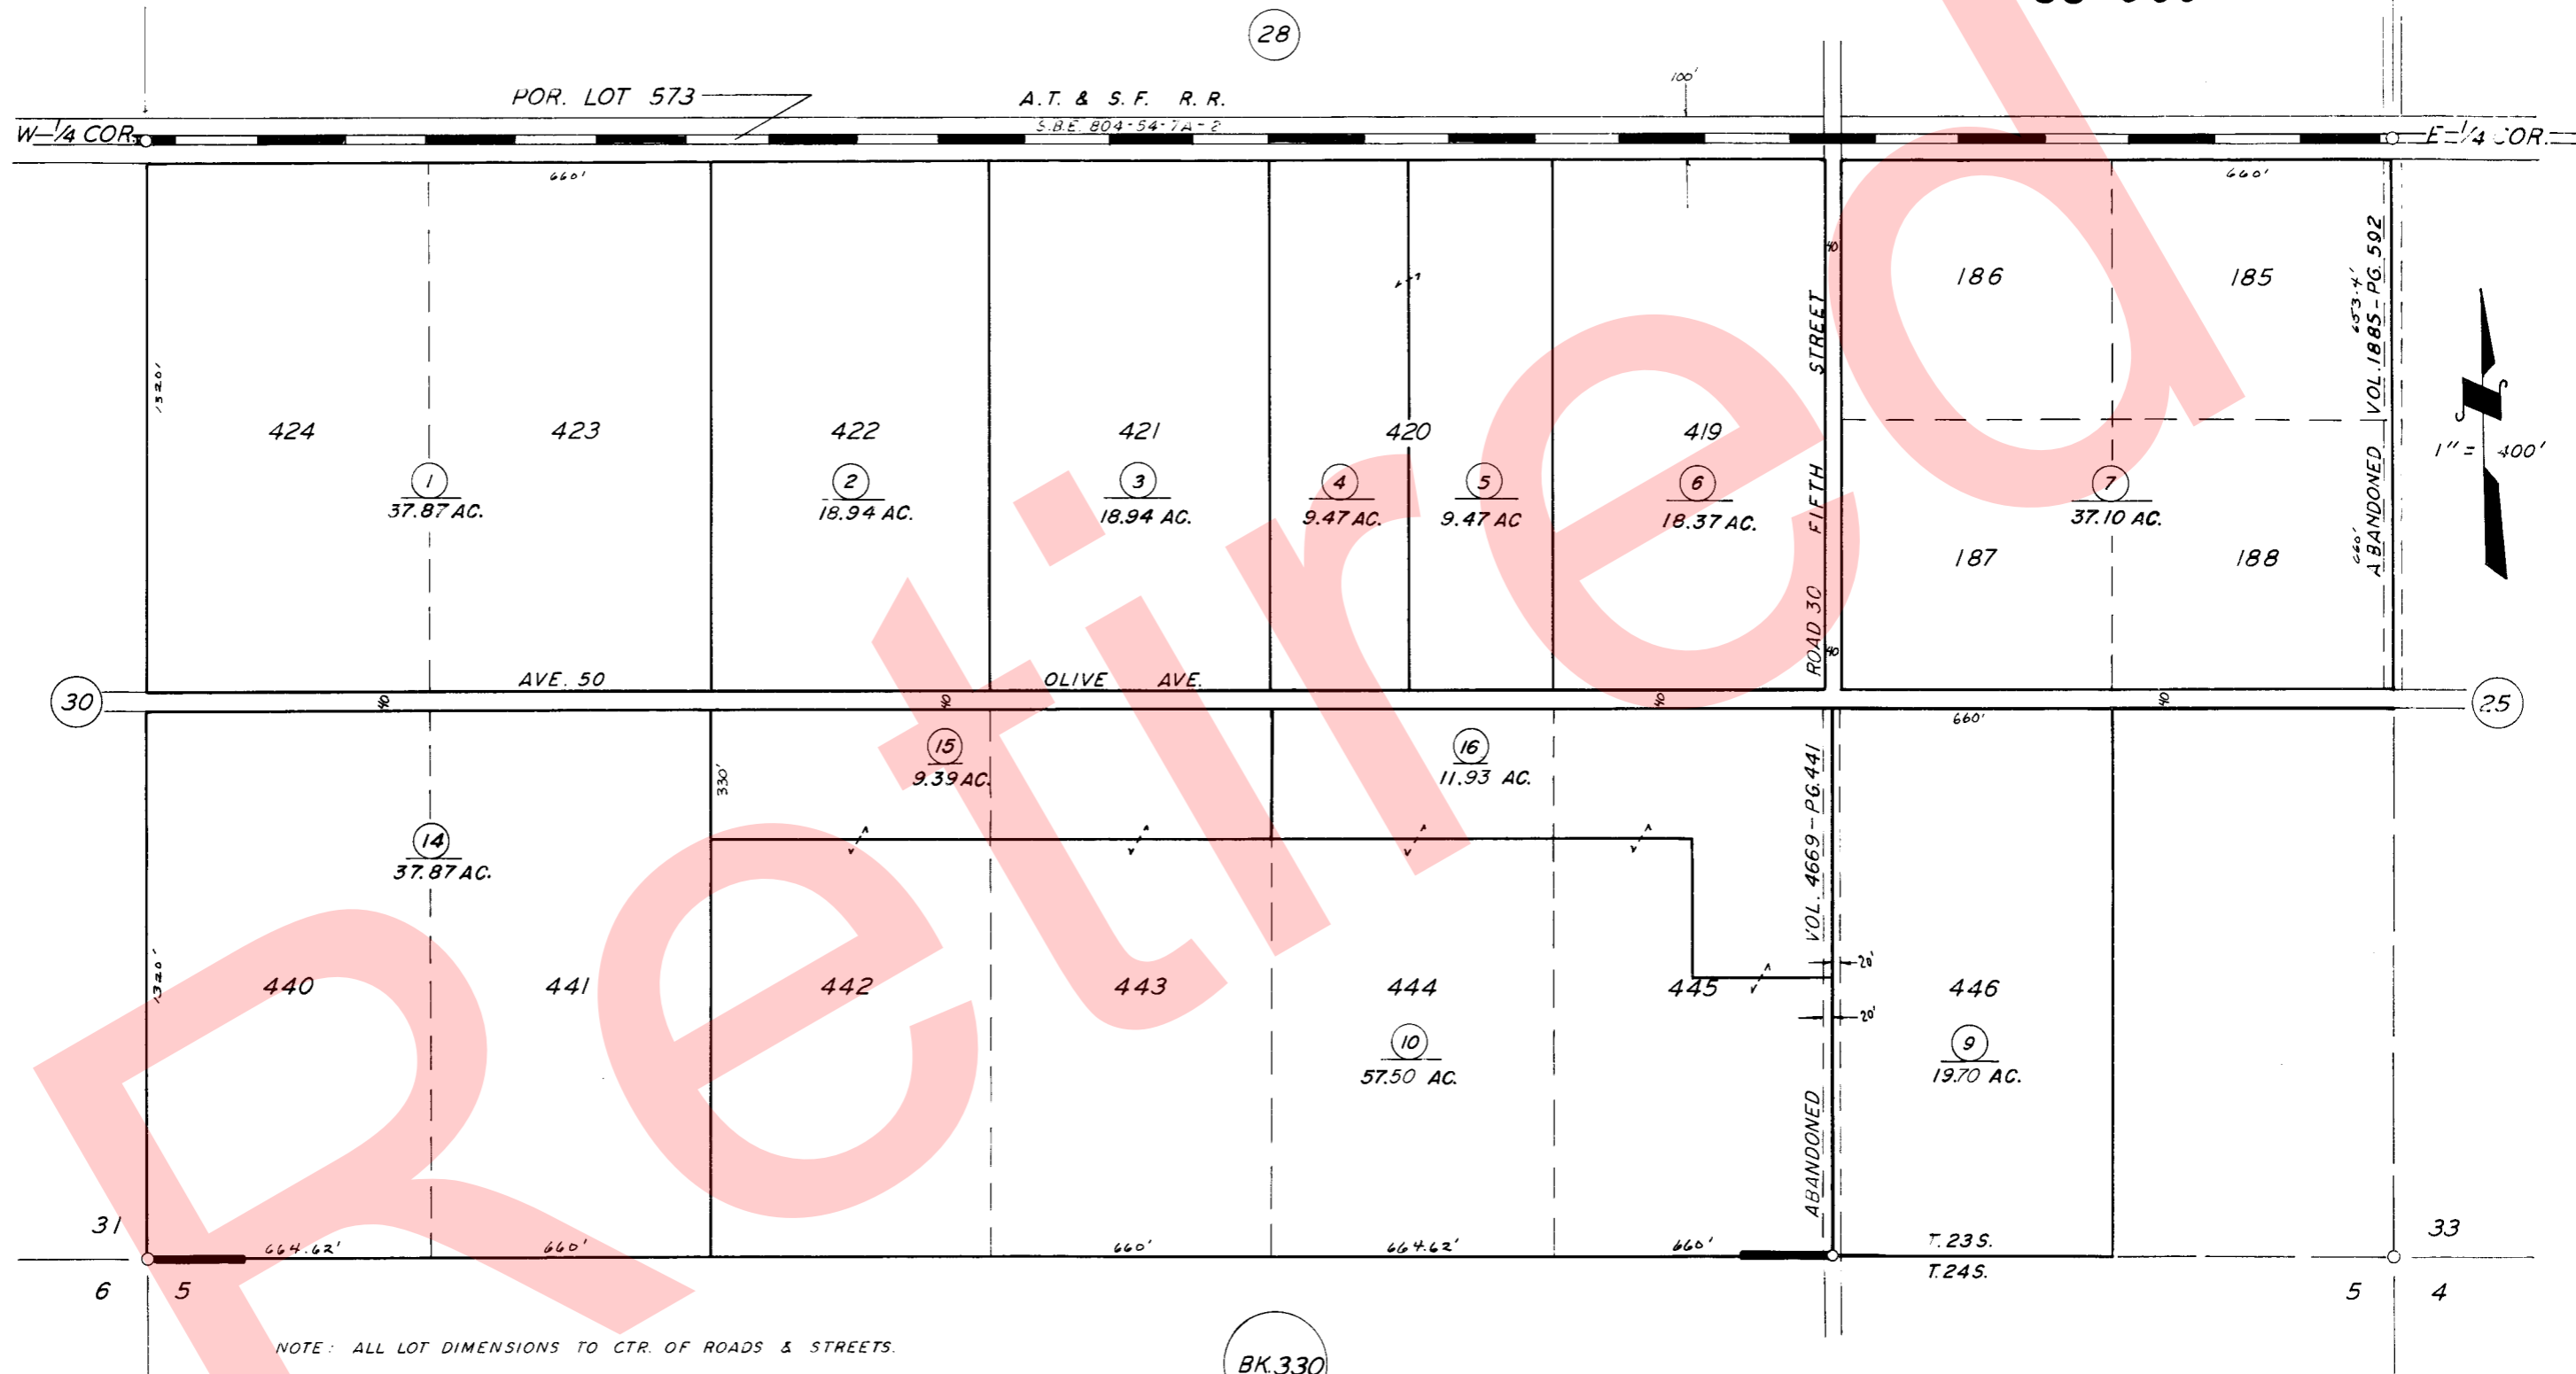 28
POR. LOT 573
A.T. & S.F. R.R.
100'
W 1/4 COR.
S.B.E. 804-54-7A-2
E 1/4 COR.
660'
660'
40
186
185
653.4'
VOL. 1885-PG. 592
STREET
1320'
424
423
422
421
420
419
1" = 400'
1
37.87 AC.
2
18.94 AC.
3
18.94 AC.
4
9.47 AC.
5
9.47 AC
6
18.37 AC.
FIFTH
7
37.10 AC.
ABANDONED
660'
187
188
ROAD 30
40
AVE. 50
OLIVE AVE.
30
40
40
40
40
25
660'
15
9.39 AC.
16
11.93 AC.
330'
VOL. 4669-PG. 441
14
37.87 AC.
1320'
20'
440
441
442
443
444
445
446
20'
10
57.50 AC.
9
19.70 AC.
ABANDONED
31
33
664.62'
660'
660'
664.62'
660'
T. 23 S.
T. 24 S.
6
5
5
4
NOTE: ALL LOT DIMENSIONS TO CTR. OF ROADS & STREETS.
BK. 330
Retired